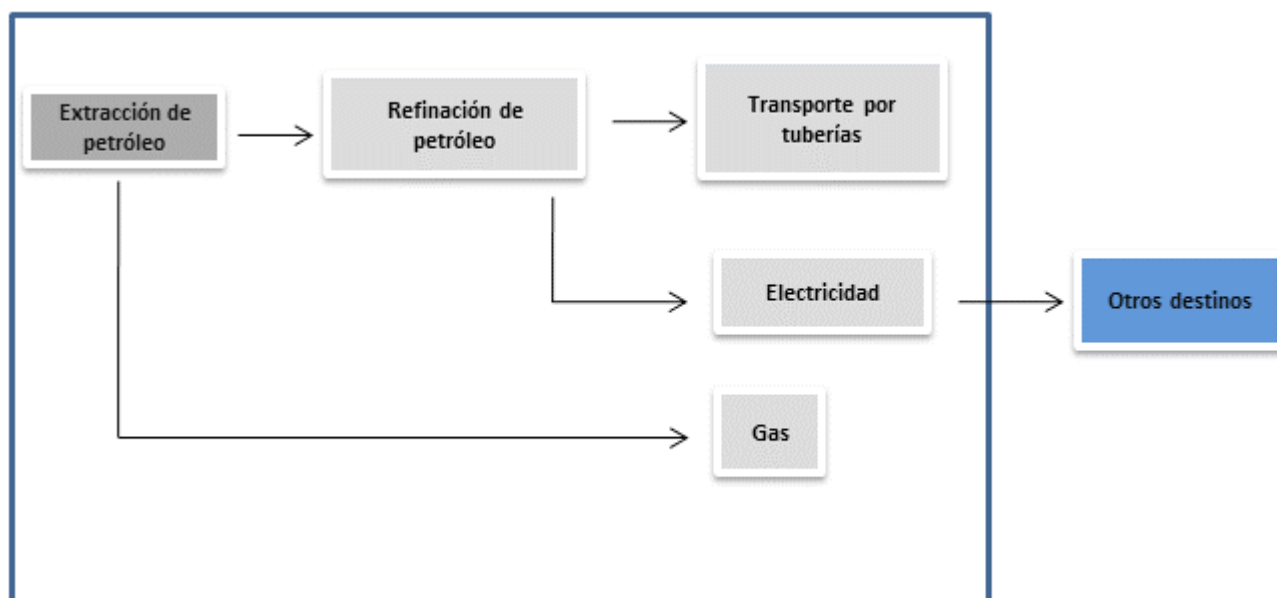 Extracción de
petróleo
Refinación de
petróleo
Transporte por
tuberías
Electricidad
Otros destinos
Gas